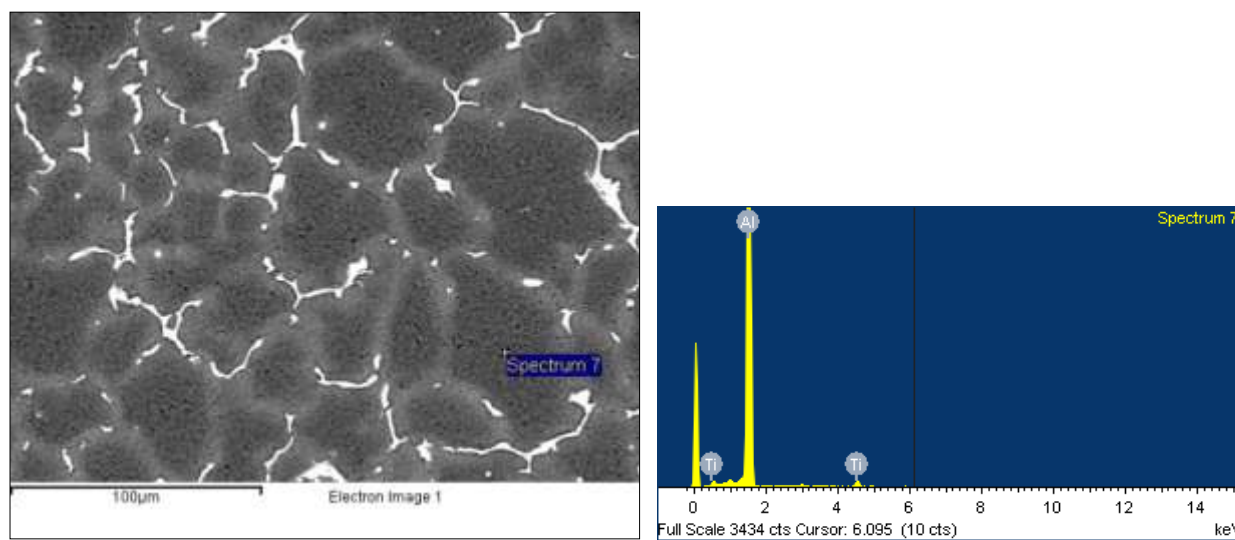 Spectrum 7
100µm
Electron Image 1
Spectrum 7
Al
Ti
Ti
0 2 4 6 8 10 12 14
Full Scale 3434 cts Cursor: 6.095 (10 cts)
keV